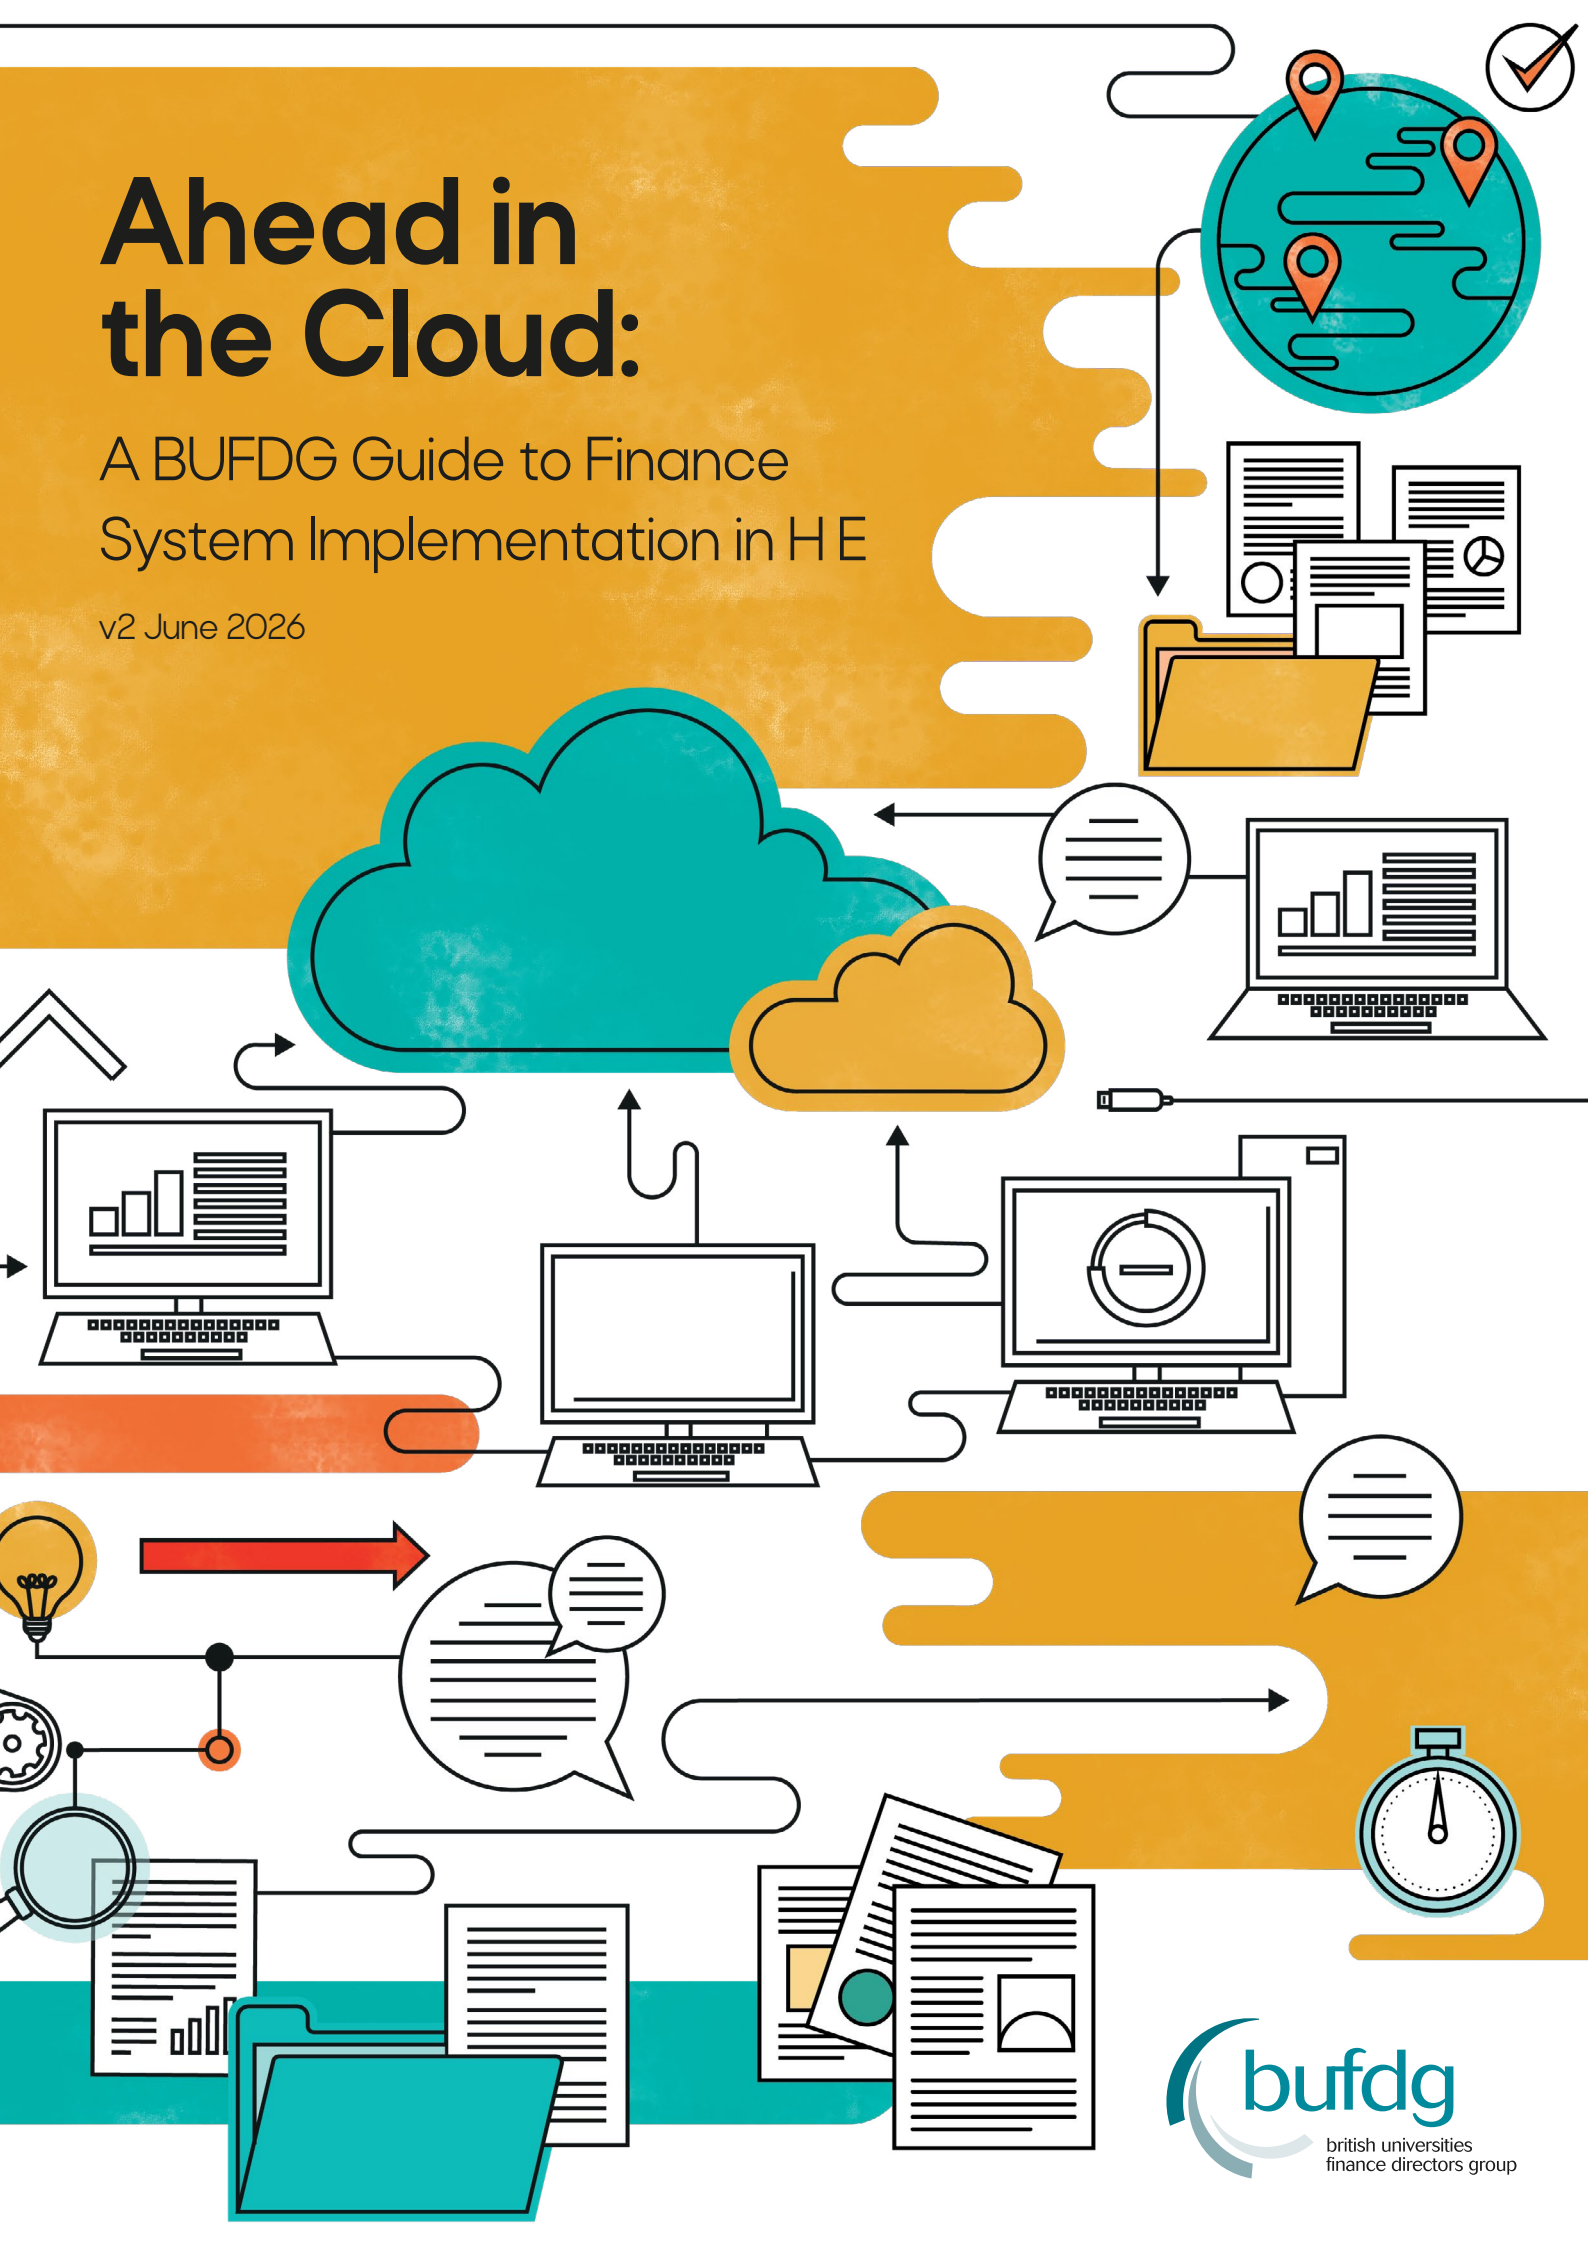 Ahead in
the Cloud:
A BUFDG Guide to Finance
System Implementation in H E
v2 June 2026
bufdg
british universities
finance directors group